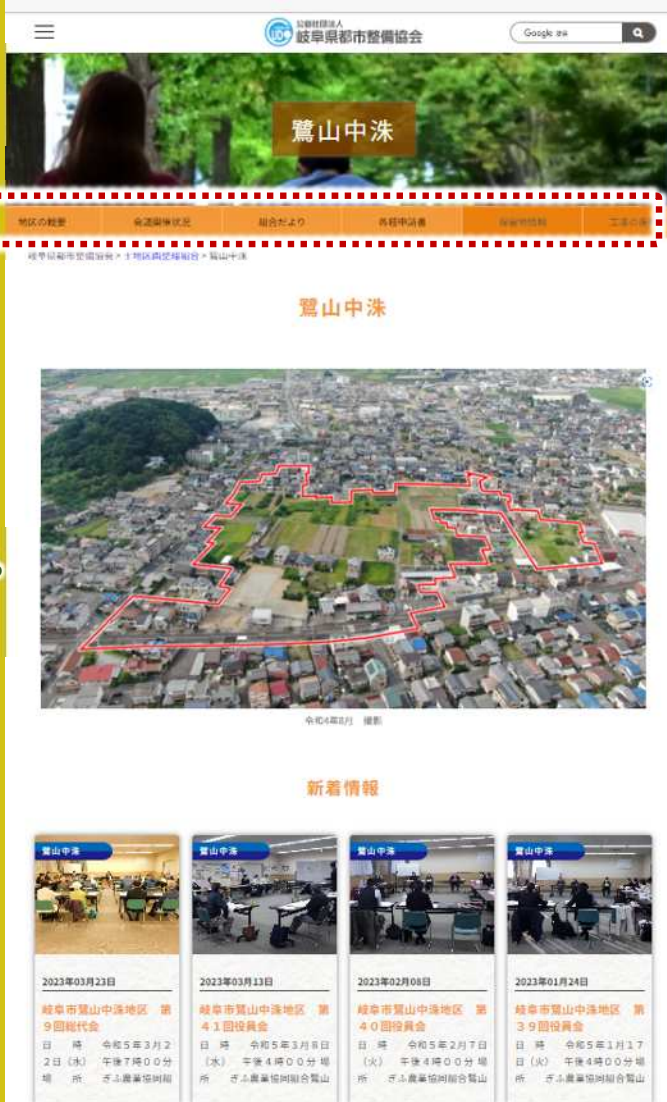 公益社団法人
岐阜県都市整備協会
Google 検索
鷺山中洙
地区の概要
会議開催状況
組合だより
各種申請書
保留地情報
岐阜県都市整備協会 > 土地区画整理組合 > 鷺山中洙
鷺山中洙
令和4年8月 撮影
新着情報
鷺山中洙
鷺山中洙
鷺山中洙
鷺山中洙
2023年03月23日
岐阜市鷺山中洙地区 第
9回総代会
日 時 令和5年3月2
2日(水) 午後7時00分
場 所 ぎふ農業協同組
2023年03月13日
岐阜市鷺山中洙地区 第
41回役員会
日 時 令和5年3月8日
(水) 午後4時00分 場
所 ぎふ農業協同組合鷺山
2023年02月08日
岐阜市鷺山中洙地区 第
40回役員会
日 時 令和5年2月7日
(火) 午後4時00分 場
所 ぎふ農業協同組合鷺山
2023年01月24日
岐阜市鷺山中洙地区 第
39回役員会
日 時 令和5年1月17
日(火) 午後4時00分 場
所 ぎふ農業協同組合鷺山